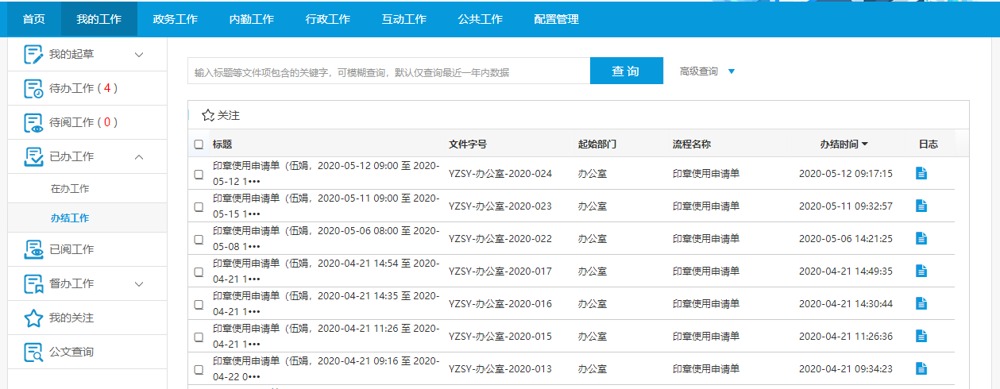 首页 我的工作 政务工作 内勤工作 行政工作 互动工作 公共工作 配置管理
我的起草
待办工作 ( 4 )
待阅工作 ( 0 )
已办工作
在办工作
办结工作
已阅工作
督办工作
我的关注
公文查询
输入标题等文件项包含的关键字，可模糊查询，默认仅查询最近一年内数据 查 询 高级查询
关注
标题 文件字号 起始部门 流程名称 办结时间 日志
印章使用申请单（伍娟，2020-05-12 09:00 至 2020-
05-12 1••• YZSY-办公室-2020-024 办公室 印章使用申请单 2020-05-12 09:17:15
印章使用申请单（伍娟，2020-05-11 09:00 至 2020-
05-15 1••• YZSY-办公室-2020-023 办公室 印章使用申请单 2020-05-11 09:32:57
印章使用申请单（伍娟，2020-05-06 08:00 至 2020-
05-08 1••• YZSY-办公室-2020-022 办公室 印章使用申请单 2020-05-06 14:21:25
印章使用申请单（伍娟，2020-04-21 14:54 至 2020-
04-21 1••• YZSY-办公室-2020-017 办公室 印章使用申请单 2020-04-21 14:49:35
印章使用申请单（伍娟，2020-04-21 14:35 至 2020-
04-21 1••• YZSY-办公室-2020-016 办公室 印章使用申请单 2020-04-21 14:30:44
印章使用申请单（伍娟，2020-04-21 11:26 至 2020-
04-21 1••• YZSY-办公室-2020-015 办公室 印章使用申请单 2020-04-21 11:26:36
印章使用申请单（伍娟，2020-04-21 09:16 至 2020-
04-22 0••• YZSY-办公室-2020-013 办公室 印章使用申请单 2020-04-21 09:34:23